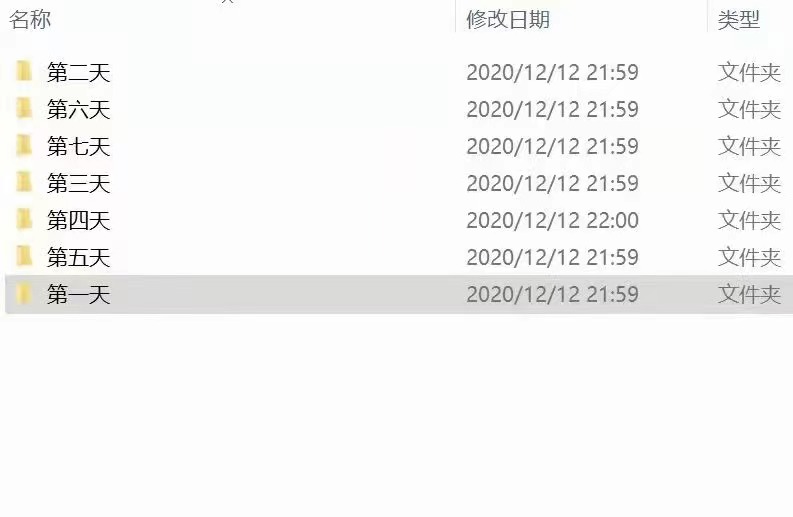 名称 修改日期 类型
第二天 2020/12/12 21:59 文件夹
第六天 2020/12/12 21:59 文件夹
第七天 2020/12/12 21:59 文件夹
第三天 2020/12/12 21:59 文件夹
第四天 2020/12/12 22:00 文件夹
第五天 2020/12/12 21:59 文件夹
第一天 2020/12/12 21:59 文件夹